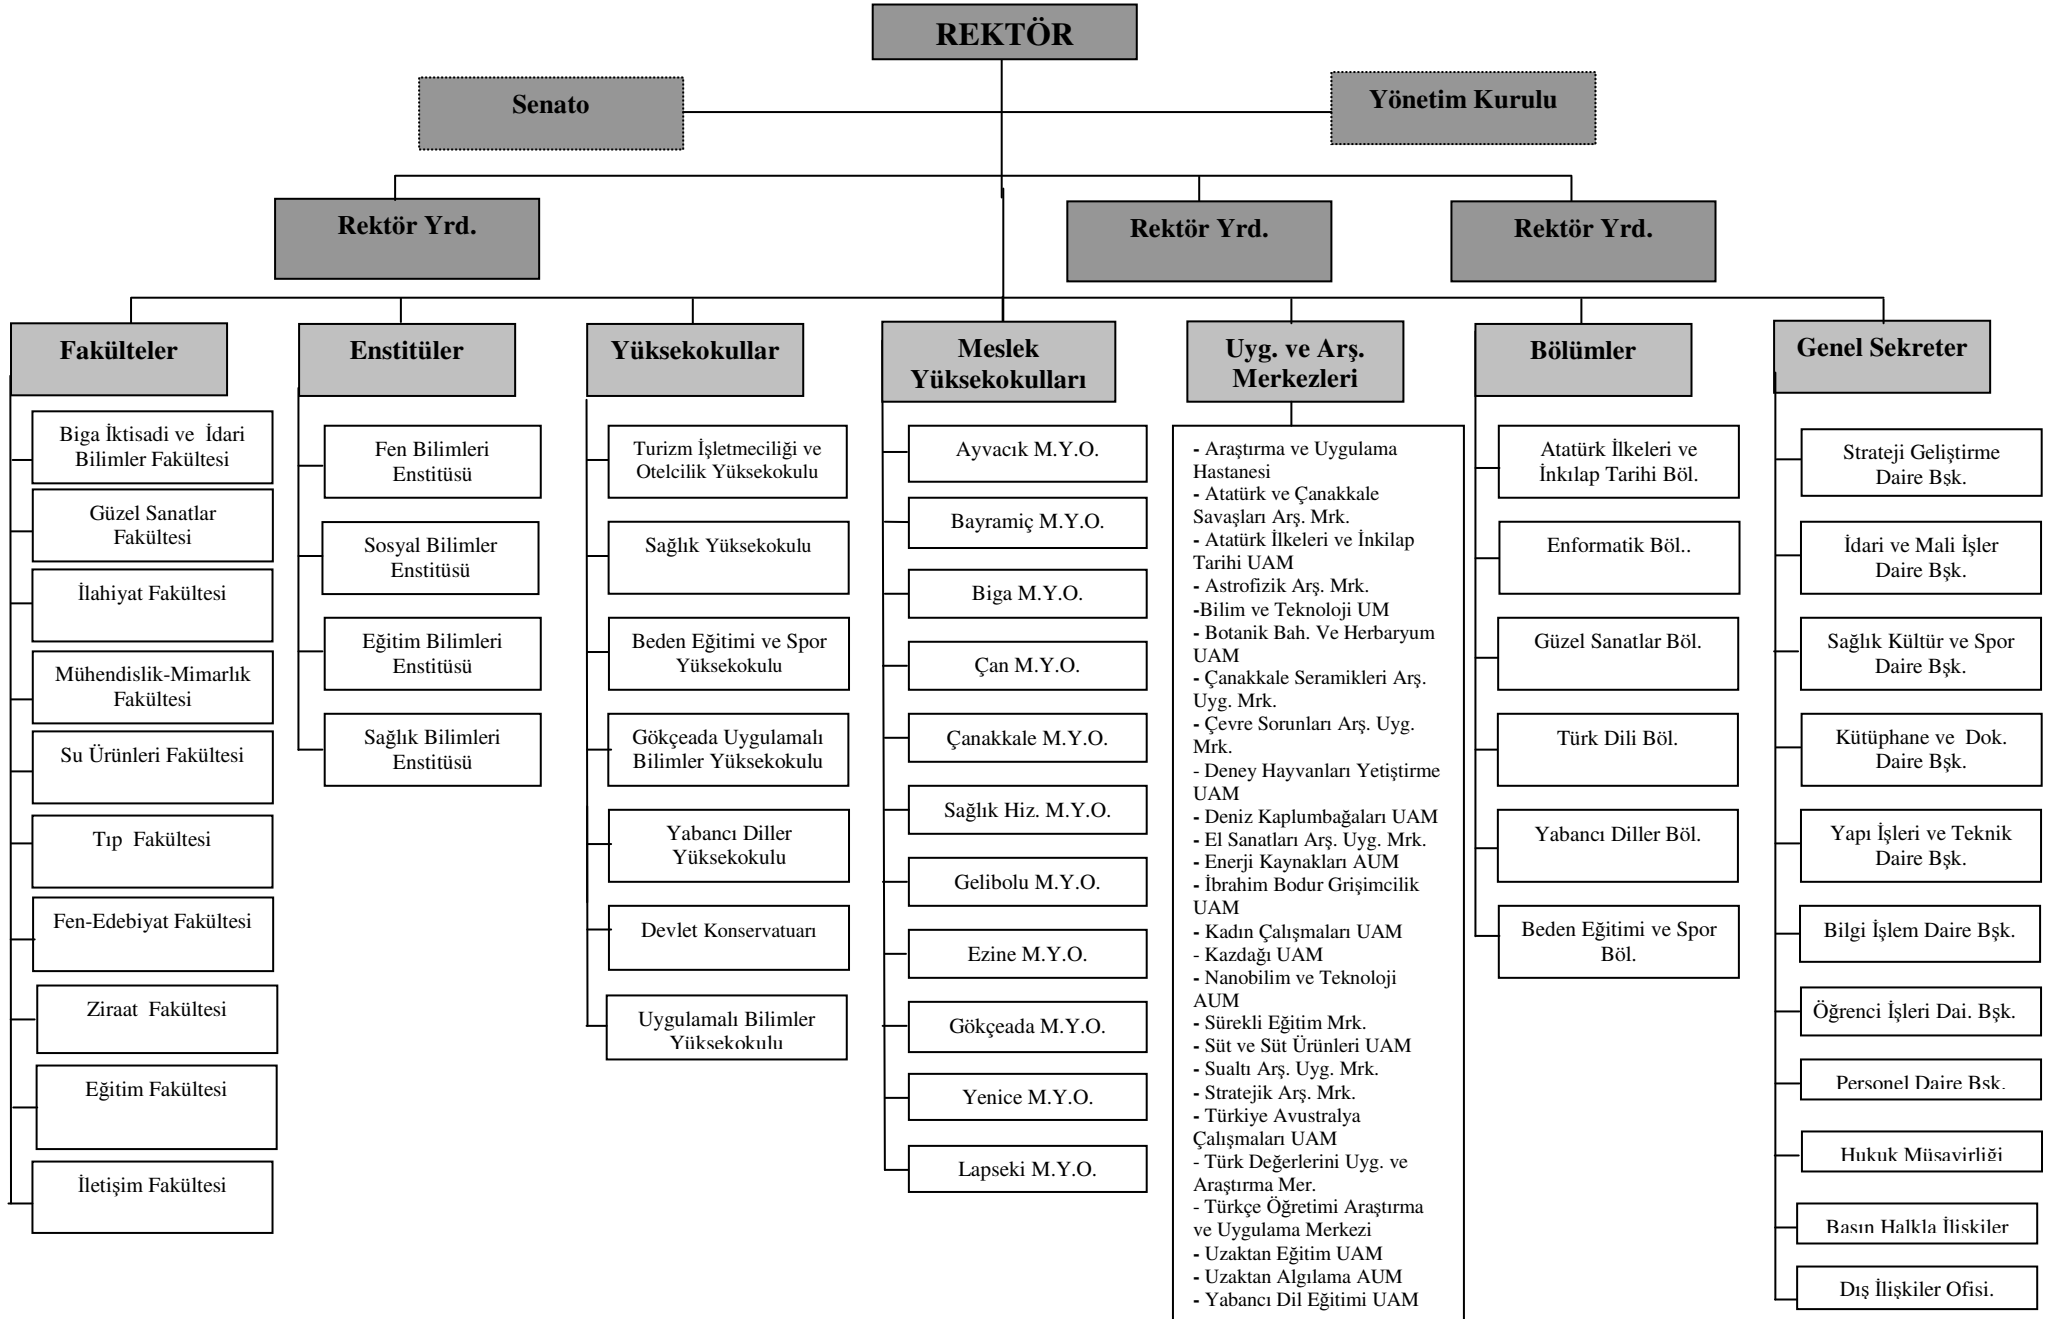 REKTÖR
Senato
Yönetim Kurulu
Rektör Yrd.
Rektör Yrd.
Rektör Yrd.
Fakülteler
Biga İktisadi ve İdari
Bilimler Fakültesi
Güzel Sanatlar
Fakültesi
İlahiyat Fakültesi
Mühendislik-Mimarlık
Fakültesi
Su Ürünleri Fakültesi
Tıp Fakültesi
Fen-Edebiyat Fakültesi
Ziraat Fakültesi
Eğitim Fakültesi
İletişim Fakültesi
Enstitüler
Fen Bilimleri
Enstitüsü
Sosyal Bilimler
Enstitüsü
Eğitim Bilimleri
Enstitüsü
Sağlık Bilimleri
Enstitüsü
Yüksekokullar
Turizm İşletmeciliği ve
Otelcilik Yüksekokulu
Sağlık Yüksekokulu
Beden Eğitimi ve Spor
Yüksekokulu
Gökçeada Uygulamalı
Bilimler Yüksekokulu
Yabancı Diller
Yüksekokulu
Devlet Konservatuarı
Uygulamalı Bilimler
Yüksekokulu
Meslek
Yüksekokulları
Ayvacık M.Y.O.
Bayramiç M.Y.O.
Biga M.Y.O.
Çan M.Y.O.
Çanakkale M.Y.O.
Sağlık Hiz. M.Y.O.
Gelibolu M.Y.O.
Ezine M.Y.O.
Gökçeada M.Y.O.
Yenice M.Y.O.
Lapseki M.Y.O.
Uyg. ve Arş.
Merkezleri
- Araştırma ve Uygulama
Hastanesi
- Atatürk ve Çanakkale
Savaşları Arş. Mrk.
- Atatürk İlkeleri ve İnkilap
Tarihi UAM
- Astrofizik Arş. Mrk.
-Bilim ve Teknoloji UM
- Botanik Bah. Ve Herbaryum
UAM
- Çanakkale Seramikleri Arş.
Uyg. Mrk.
- Çevre Sorunları Arş. Uyg.
Mrk.
- Deney Hayvanları Yetiştirme
UAM
- Deniz Kaplumbağaları UAM
- El Sanatları Arş. Uyg. Mrk.
- Enerji Kaynakları AUM
- İbrahim Bodur Grişimcilik
UAM
- Kadın Çalışmaları UAM
- Kazdağı UAM
- Nanobilim ve Teknoloji
AUM
- Sürekli Eğitim Mrk.
- Süt ve Süt Ürünleri UAM
- Sualtı Arş. Uyg. Mrk.
- Stratejik Arş. Mrk.
- Türkiye Avustralya
Çalışmaları UAM
- Türk Değerlerini Uyg. ve
Araştırma Mer.
- Türkçe Öğretimi Araştırma
ve Uygulama Merkezi
- Uzaktan Eğitim UAM
- Uzaktan Algılama AUM
- Yabancı Dil Eğitimi UAM
Bölümler
Atatürk İlkeleri ve
İnkılap Tarihi Böl.
Enformatik Böl..
Güzel Sanatlar Böl.
Türk Dili Böl.
Yabancı Diller Böl.
Beden Eğitimi ve Spor
Böl.
Genel Sekreter
Strateji Geliştirme
Daire Bşk.
İdari ve Mali İşler
Daire Bşk.
Sağlık Kültür ve Spor
Daire Bşk.
Kütüphane ve Dok.
Daire Bşk.
Yapı İşleri ve Teknik
Daire Bşk.
Bilgi İşlem Daire Bşk.
Öğrenci İşleri Dai. Bşk.
Personel Daire Bşk.
Hukuk Müşavirliği
Basın Halkla İlişkiler
Dış İlişkiler Ofisi.